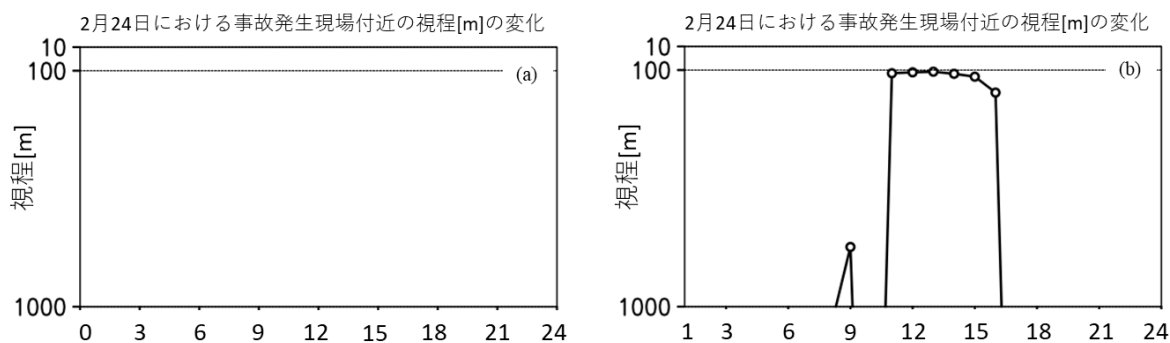 2月24日における事故発生現場付近の視程[m]の変化
10
100
(a)
視程[m]
1000
0 3 6 9 12 15 18 21 24
2月24日における事故発生現場付近の視程[m]の変化
10
100
(b)
視程[m]
1000
1 3 6 9 12 15 18 21 24